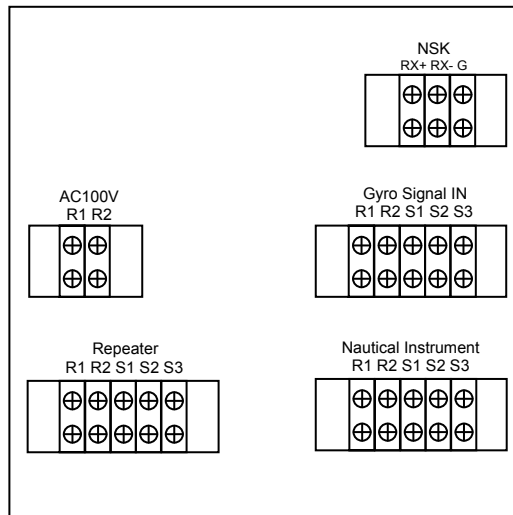 NSK
RX+ RX- G
AC100V
R1 R2
Gyro Signal IN
R1 R2 S1 S2 S3
Repeater
R1 R2 S1 S2 S3
Nautical Instrument
R1 R2 S1 S2 S3